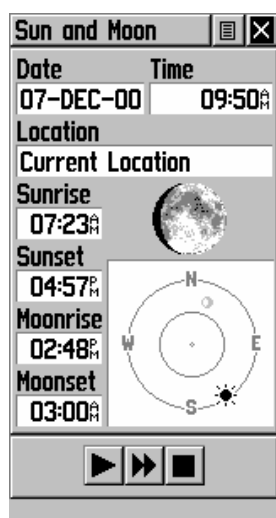 Sun and Moon
Date Time
07-DEC-00 09:50AM
Location
Current Location
Sunrise
07:23AM
Sunset
04:57PM
Moonrise
02:48PM
Moonset
03:00AM
N
W E
S